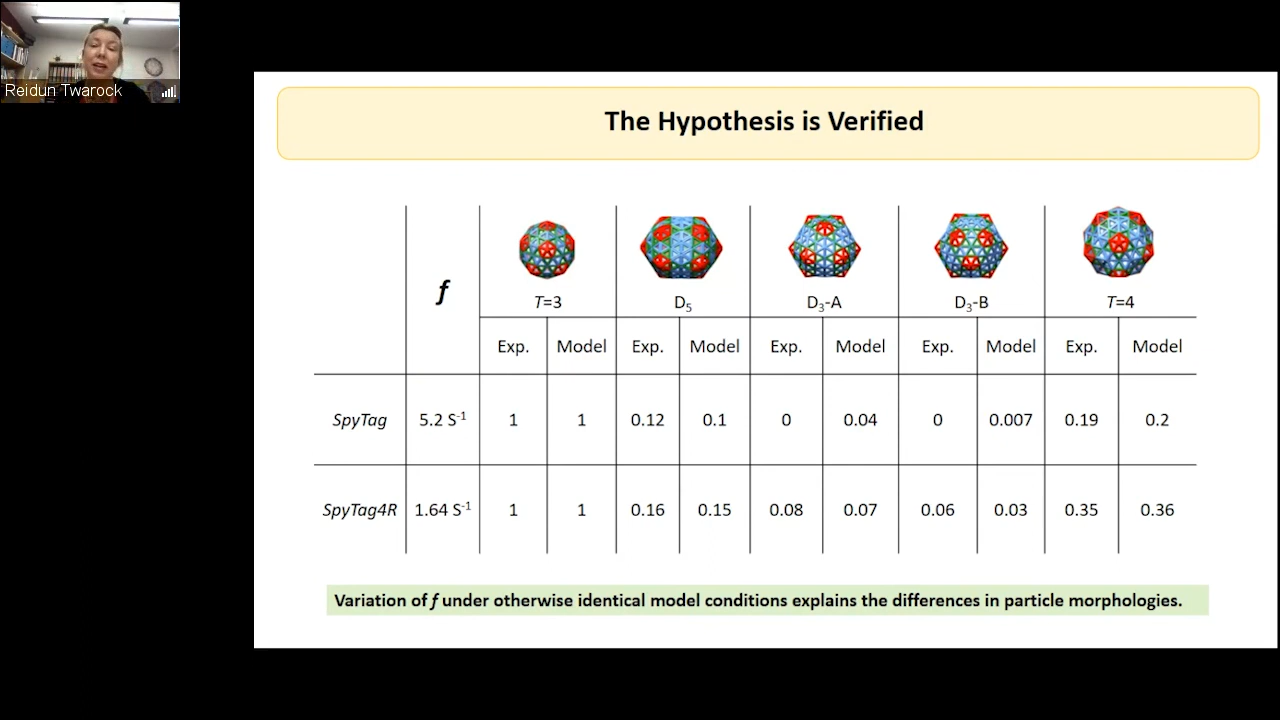 Reidun Twarock
The Hypothesis is Verified
f
T=3 D₅ D₃-A D₃-B T=4
Exp. Model Exp. Model Exp. Model Exp. Model Exp. Model
SpyTag 5.2 S⁻¹ 1 1 0.12 0.1 0 0.04 0 0.007 0.19 0.2
SpyTag4R 1.64 S⁻¹ 1 1 0.16 0.15 0.08 0.07 0.06 0.03 0.35 0.36
Variation of f under otherwise identical model conditions explains the differences in particle morphologies.